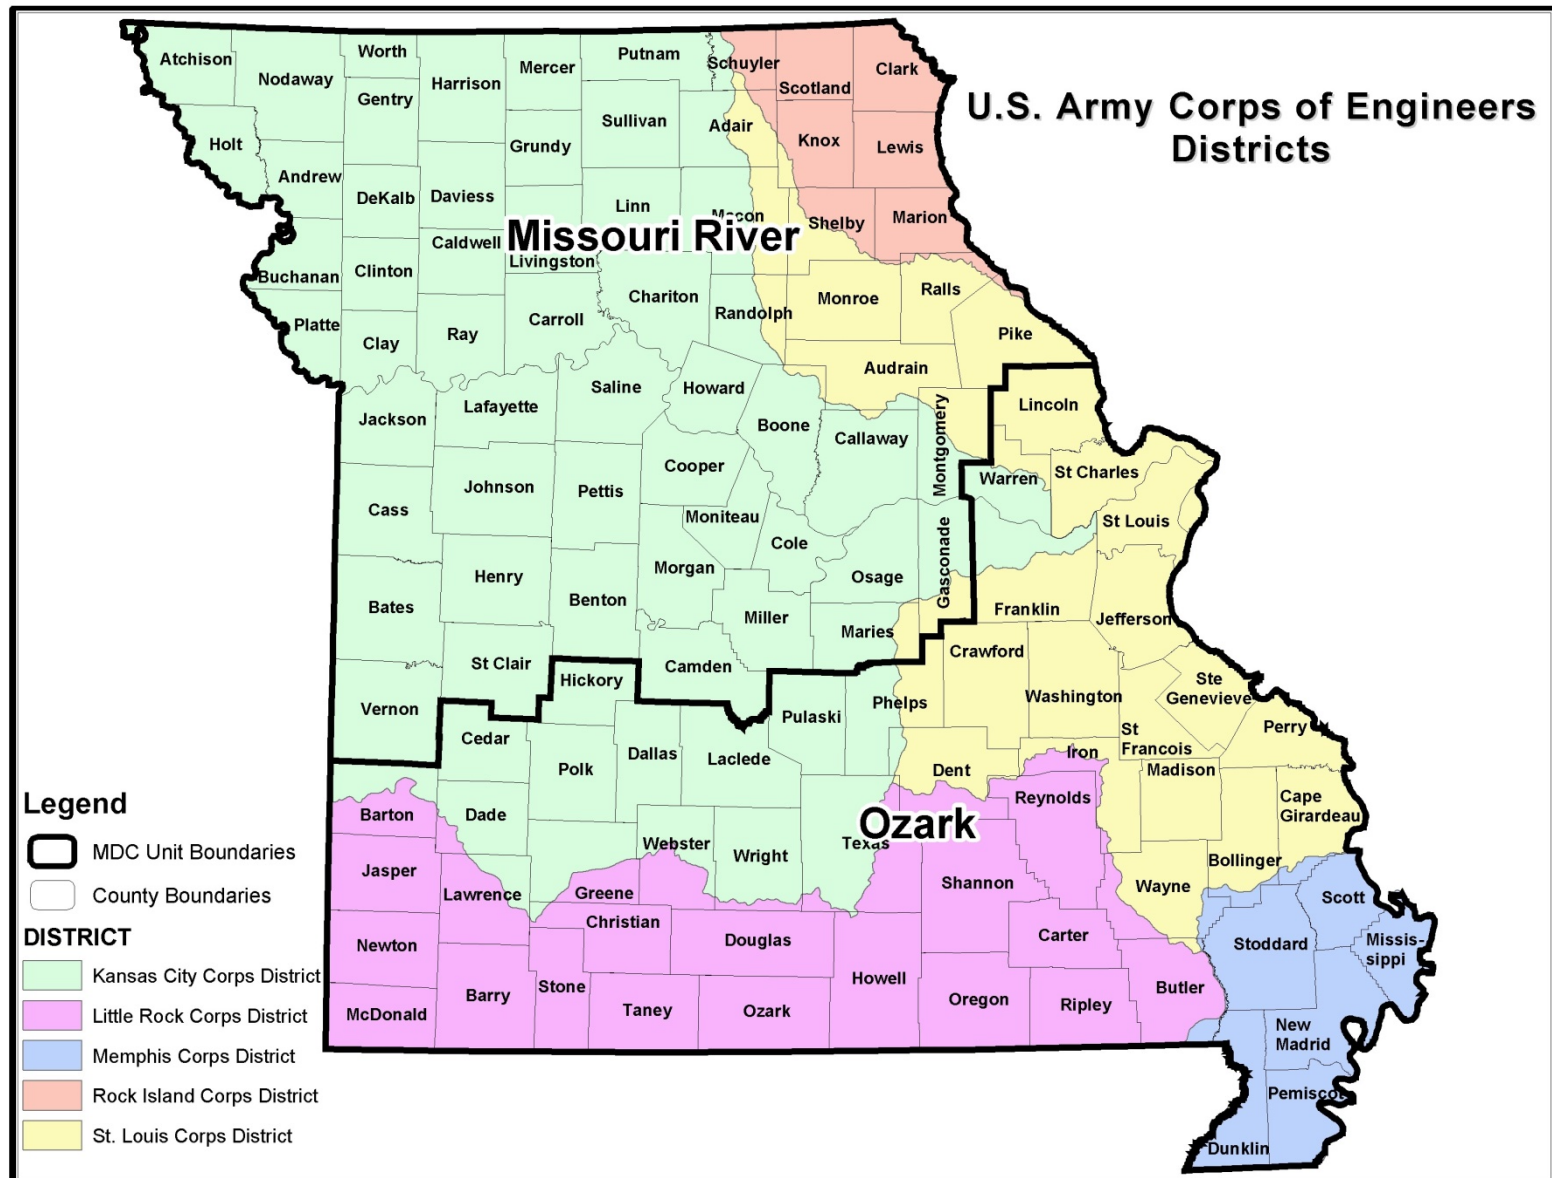 U.S. Army Corps of Engineers
Districts
Atchison
Nodaway
Worth
Gentry
Harrison
Mercer
Putnam
Schuyler
Scotland
Clark
Holt
Andrew
DeKalb
Daviess
Grundy
Sullivan
Adair
Knox
Lewis
Buchanan
Clinton
Caldwell
Livingston
Linn
Macon
Shelby
Marion
Missouri River
Platte
Clay
Ray
Carroll
Chariton
Randolph
Monroe
Ralls
Pike
Audrain
Jackson
Lafayette
Saline
Howard
Boone
Callaway
Montgomery
Lincoln
Cass
Johnson
Pettis
Cooper
Moniteau
Cole
Warren
St Charles
St Louis
Bates
Henry
Benton
Morgan
Miller
Osage
Gasconade
Franklin
Jefferson
Maries
Vernon
St Clair
Hickory
Camden
Pulaski
Phelps
Crawford
Washington
Ste
Genevieve
St
Francois
Perry
Cedar
Polk
Dallas
Laclede
Dent
Iron
Madison
Barton
Dade
Webster
Wright
Texas
Ozark
Reynolds
Cape
Girardeau
Bollinger
Jasper
Lawrence
Greene
Christian
Shannon
Wayne
Scott
Newton
Douglas
Howell
Carter
Stoddard
Missis-
sippi
McDonald
Barry
Stone
Taney
Ozark
Oregon
Ripley
Butler
New
Madrid
Pemiscot
Dunklin
Legend
MDC Unit Boundaries
County Boundaries
DISTRICT
Kansas City Corps District
Little Rock Corps District
Memphis Corps District
Rock Island Corps District
St. Louis Corps District